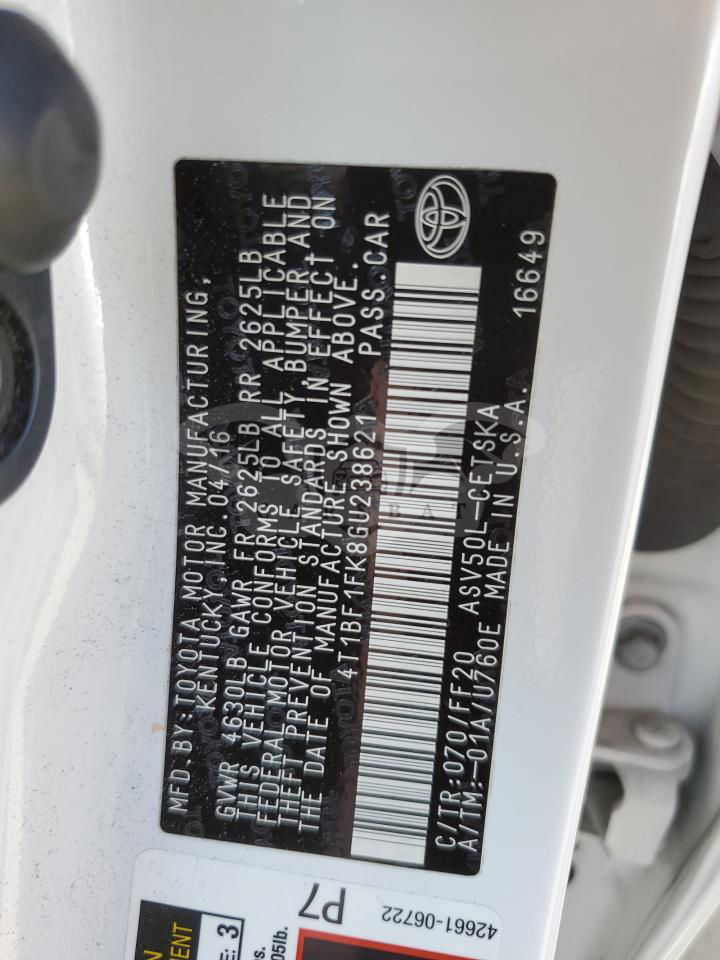 MFD.BY:TOYOTA MOTOR MANUFACTURING,
KENTUCKY,INC. 04/16
GVWR 4630LB GAWR FR 2625LB RR 2625LB
THIS VEHICLE CONFORMS TO ALL APPLICABLE
FEDERAL MOTOR VEHICLE SAFETY,BUMPER,AND
THEFT PREVENTION STANDARDS IN EFFECT ON
THE DATE OF MANUFACTURE SHOWN ABOVE.
4T1BF1FK8GU238621 PASS.CAR
C/TR:070/FF20 ASV50L-CETSKA
A/TM:-01A/U760E MADE IN U.S.A. 16649
P7
42661-06722
E: 3
05lb.